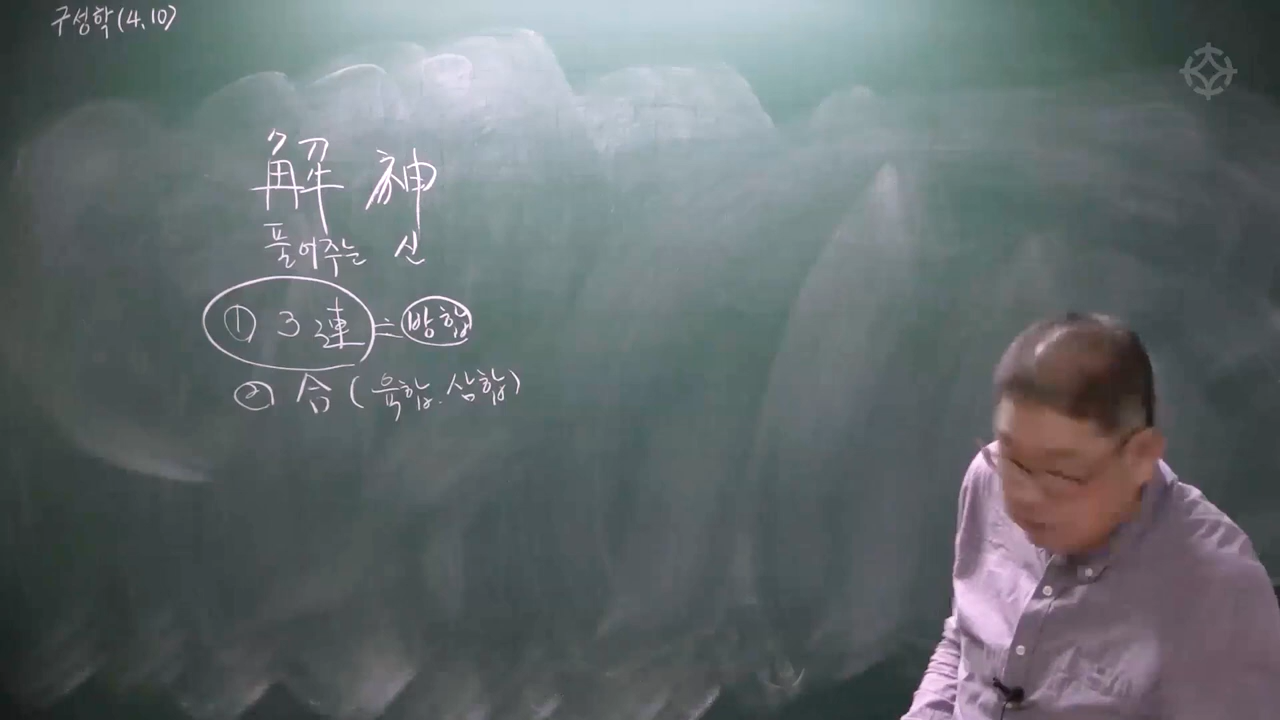 구성학(4.10)
解神
풀어주는 신
① 3連 ≒ 방합
② 合(육합.삼합)